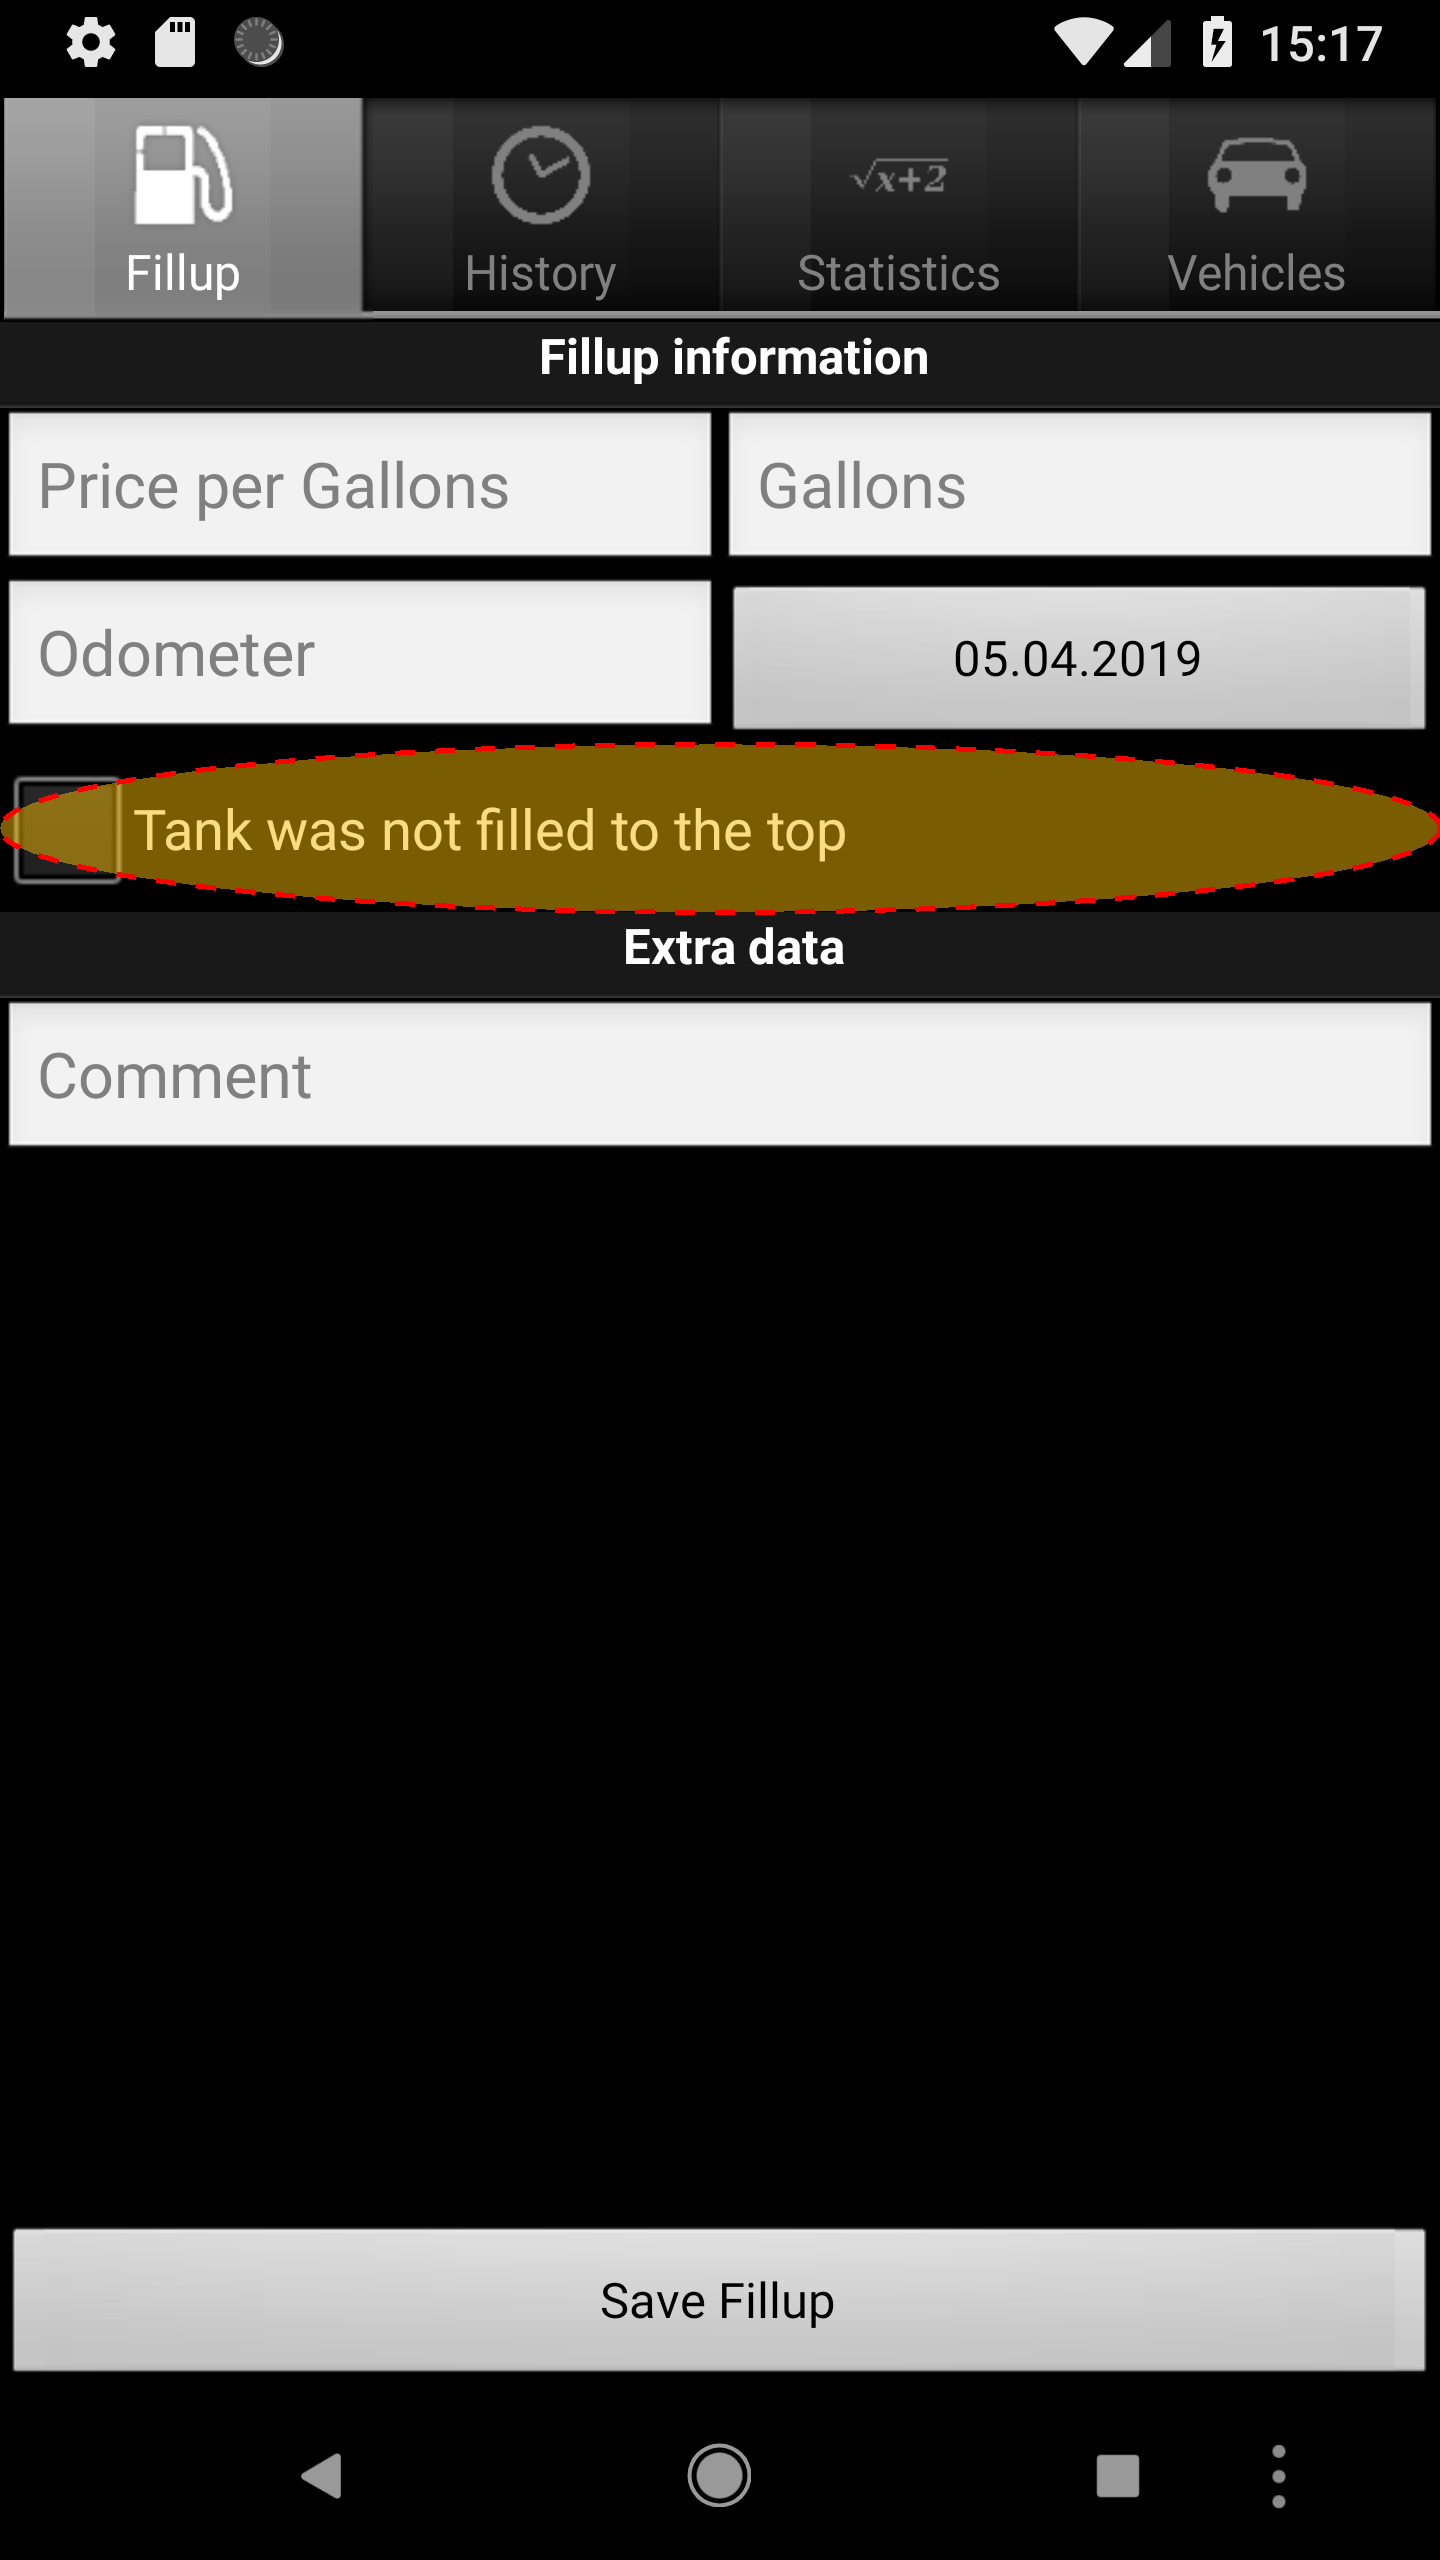 15:17
Fillup
History
√x+2
Statistics
Vehicles
Fillup information
Price per Gallons
Gallons
Odometer
05.04.2019
Tank was not filled to the top
Extra data
Comment
Save Fillup